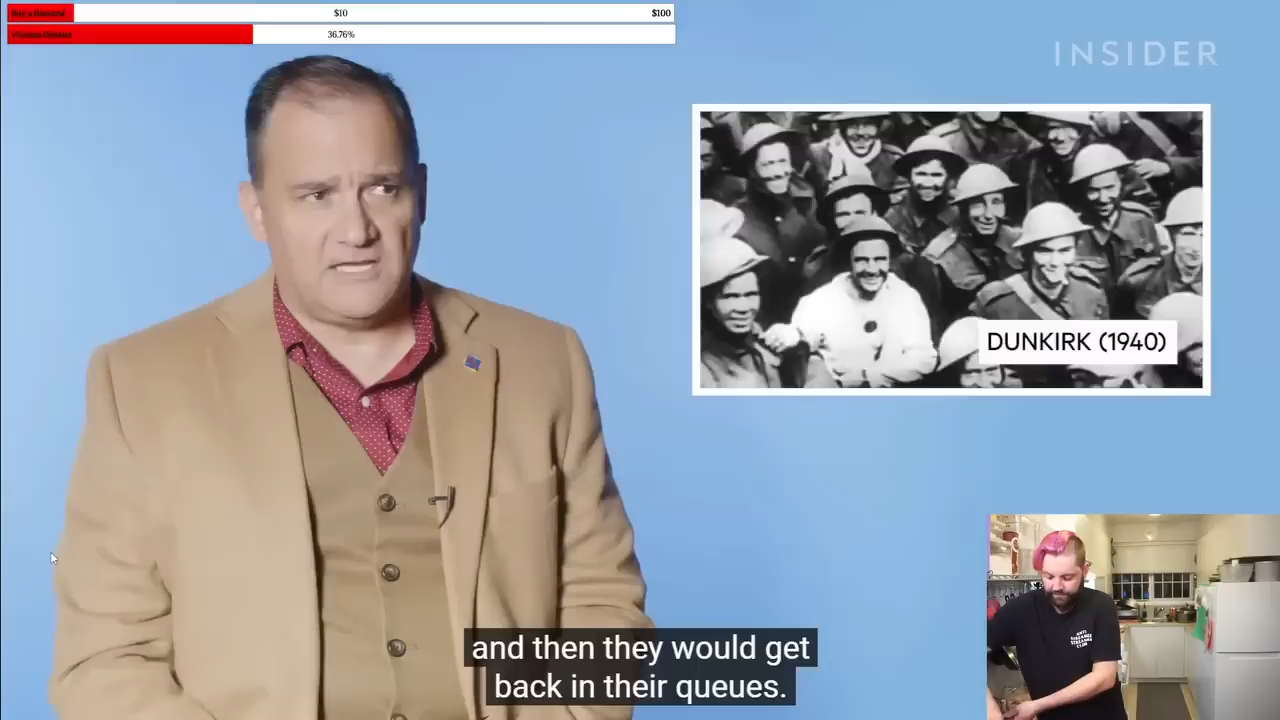 $10
$100
36.76%
INSIDER
DUNKIRK (1940)
and then they would get
back in their queues.